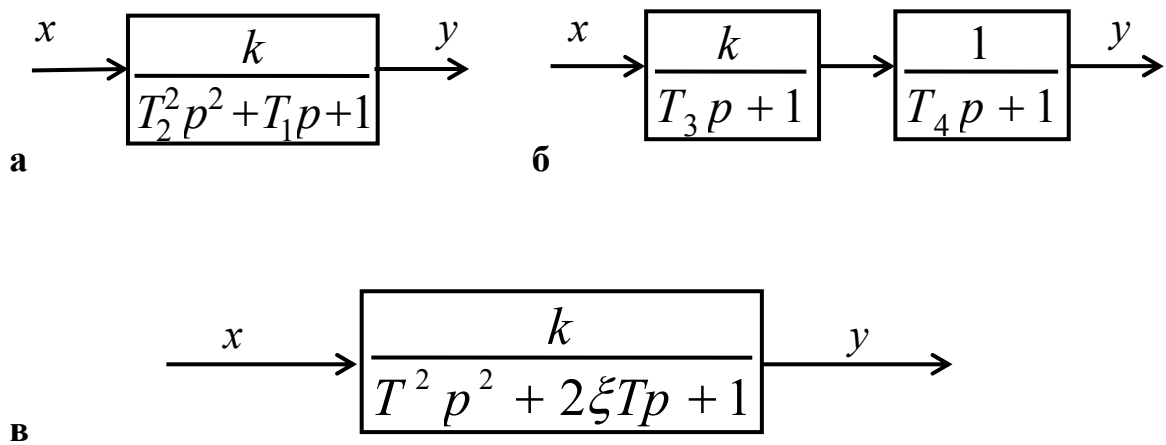 x
k
T₂²p²+T₁p+1
y
а
x
k
T₃p + 1
1
T₄p + 1
y
б
x
k
T²p² + 2ξTp + 1
y
в